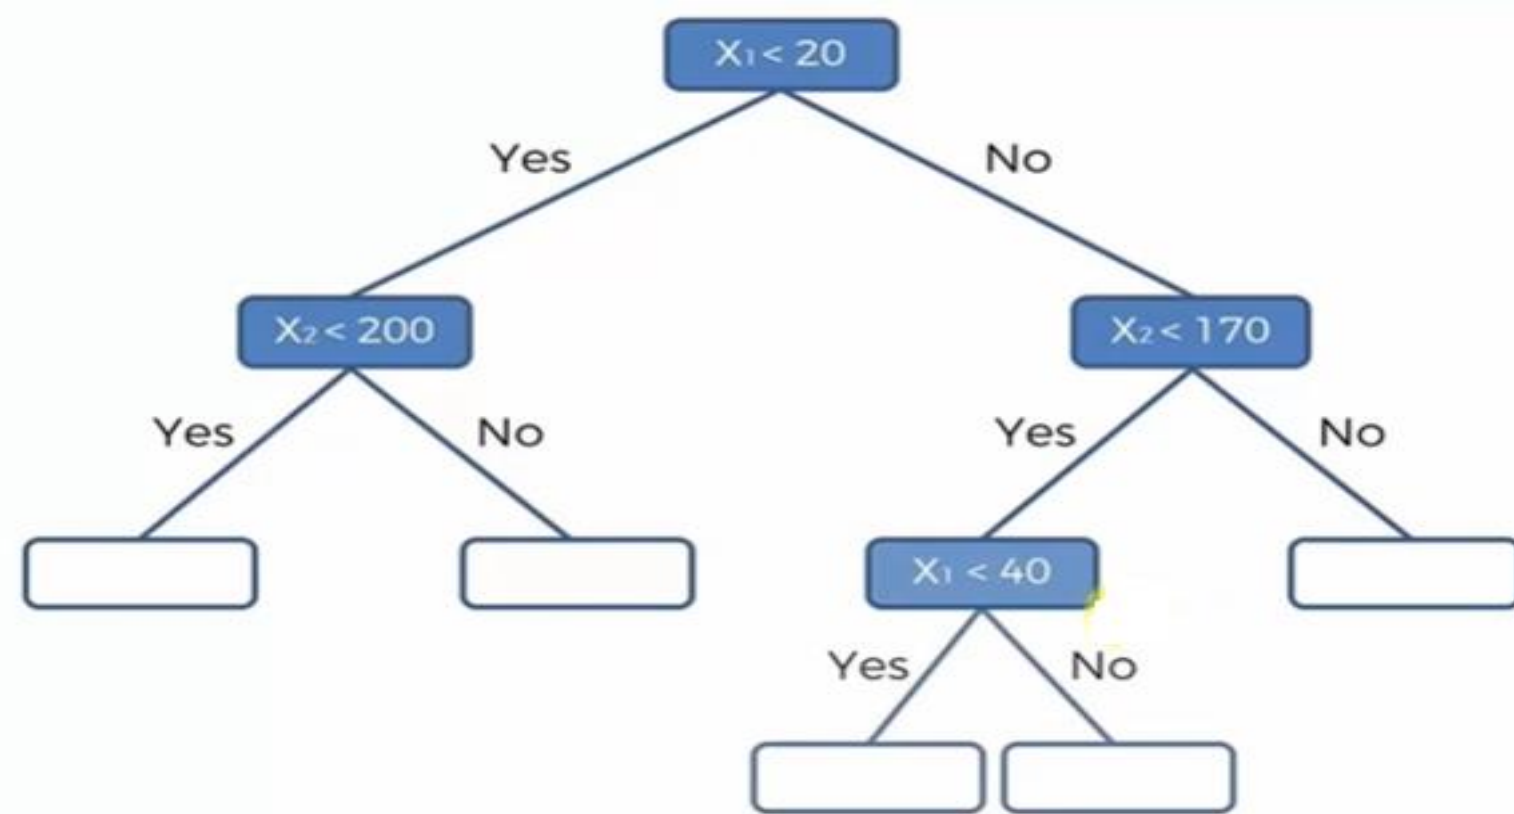 X₁ < 20
Yes
No
X₂ < 200
X₂ < 170
Yes
No
Yes
No
X₁ < 40
Yes
No